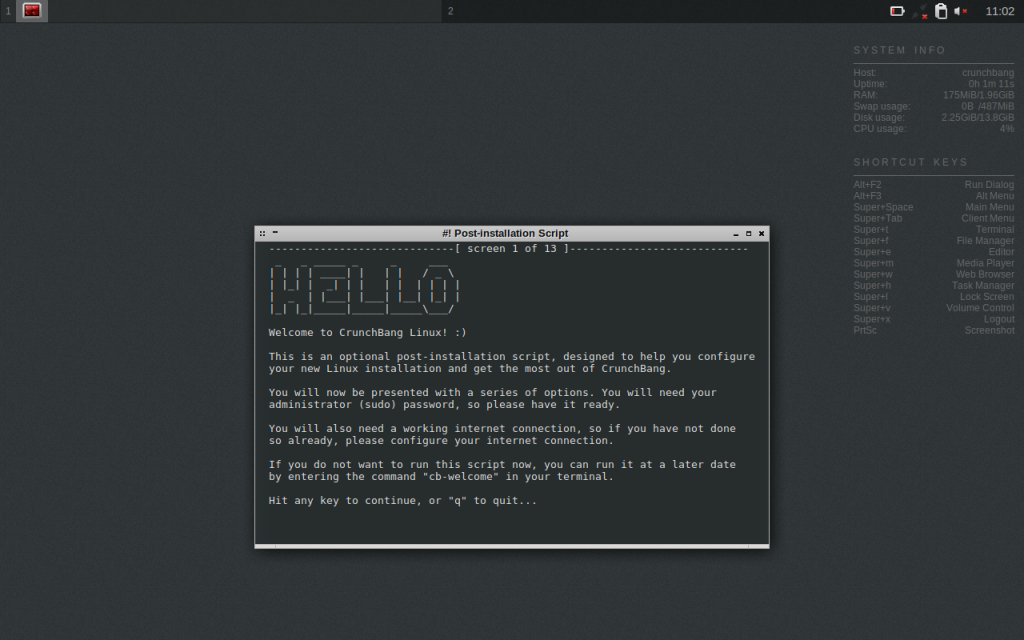 1
2
11:02
SYSTEM INFO
Host: crunchbang
Uptime: 0h 1m 11s
RAM: 175MiB/1.96GiB
Swap usage: 0B /487MiB
Disk usage: 2.25GiB/13.8GiB
CPU usage: 4%
SHORTCUT KEYS
Alt+F2 Run Dialog
Alt+F3 Alt Menu
Super+Space Main Menu
Super+Tab Client Menu
Super+t Terminal
Super+f File Manager
Super+e Editor
Super+m Media Player
Super+w Web Browser
Super+h Task Manager
Super+l Lock Screen
Super+v Volume Control
Super+x Logout
PrtSc Screenshot
#! Post-installation Script
-----------------------------[ screen 1 of 13 ]----------------------------
HELLO
Welcome to CrunchBang Linux! :)
This is an optional post-installation script, designed to help you configure
your new Linux installation and get the most out of CrunchBang.
You will now be presented with a series of options. You will need your
administrator (sudo) password, so please have it ready.
You will also need a working internet connection, so if you have not done
so already, please configure your internet connection.
If you do not want to run this script now, you can run it at a later date
by entering the command "cb-welcome" in your terminal.
Hit any key to continue, or "q" to quit...